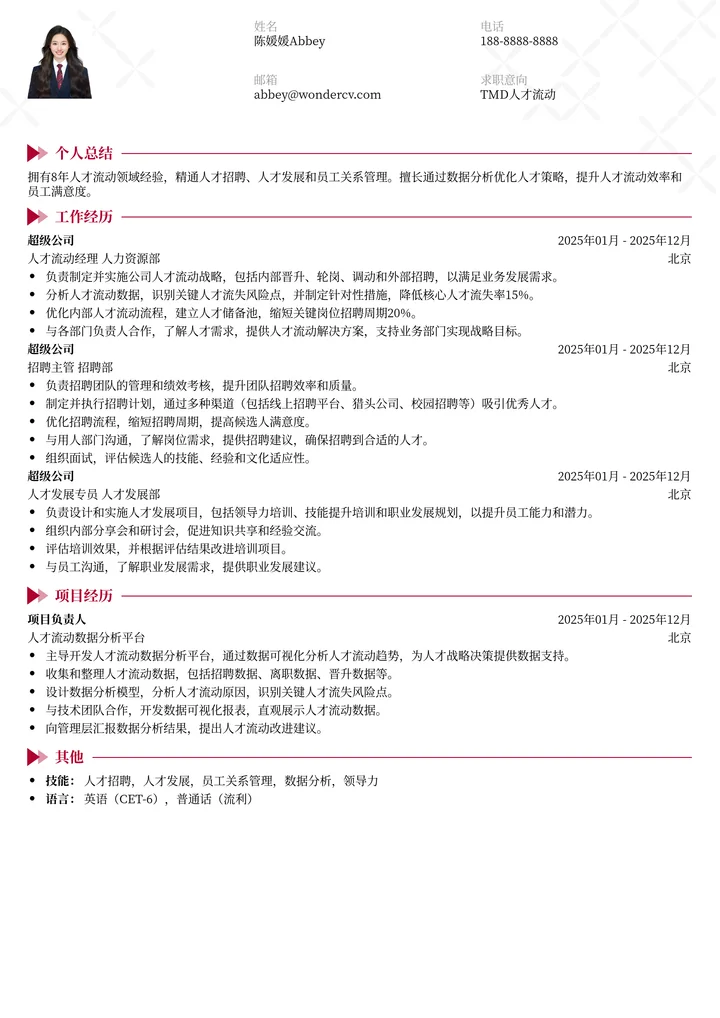 姓名
陈媛媛Abbey
电话
188-8888-8888
邮箱
abbey@wondercv.com
求职意向
TMD人才流动
个人总结
拥有8年人才流动领域经验，精通人才招聘、人才发展和员工关系管理。擅长通过数据分析优化人才策略，提升人才流动效率和
员工满意度。
工作经历
超级公司 2025年01月 - 2025年12月
人才流动经理 人力资源部 北京
• 负责制定并实施公司人才流动战略，包括内部晋升、轮岗、调动和外部招聘，以满足业务发展需求。
• 分析人才流动数据，识别关键人才流失风险点，并制定针对性措施，降低核心人才流失率15%。
• 优化内部人才流动流程，建立人才储备池，缩短关键岗位招聘周期20%。
• 与各部门负责人合作，了解人才需求，提供人才流动解决方案，支持业务部门实现战略目标。
超级公司 2025年01月 - 2025年12月
招聘主管 招聘部 北京
• 负责招聘团队的管理和绩效考核，提升团队招聘效率和质量。
• 制定并执行招聘计划，通过多种渠道（包括线上招聘平台、猎头公司、校园招聘等）吸引优秀人才。
• 优化招聘流程，缩短招聘周期，提高候选人满意度。
• 与用人部门沟通，了解岗位需求，提供招聘建议，确保招聘到合适的人才。
• 组织面试，评估候选人的技能、经验和文化适应性。
超级公司 2025年01月 - 2025年12月
人才发展专员 人才发展部 北京
• 负责设计和实施人才发展项目，包括领导力培训、技能提升培训和职业发展规划，以提升员工能力和潜力。
• 组织内部分享会和研讨会，促进知识共享和经验交流。
• 评估培训效果，并根据评估结果改进培训项目。
• 与员工沟通，了解职业发展需求，提供职业发展建议。
项目经历
项目负责人 2025年01月 - 2025年12月
人才流动数据分析平台 北京
• 主导开发人才流动数据分析平台，通过数据可视化分析人才流动趋势，为人才战略决策提供数据支持。
• 收集和整理人才流动数据，包括招聘数据、离职数据、晋升数据等。
• 设计数据分析模型，分析人才流动原因，识别关键人才流失风险点。
• 与技术团队合作，开发数据可视化报表，直观展示人才流动数据。
• 向管理层汇报数据分析结果，提出人才流动改进建议。
其他
• 技能： 人才招聘，人才发展，员工关系管理，数据分析，领导力
• 语言： 英语（CET-6），普通话（流利）